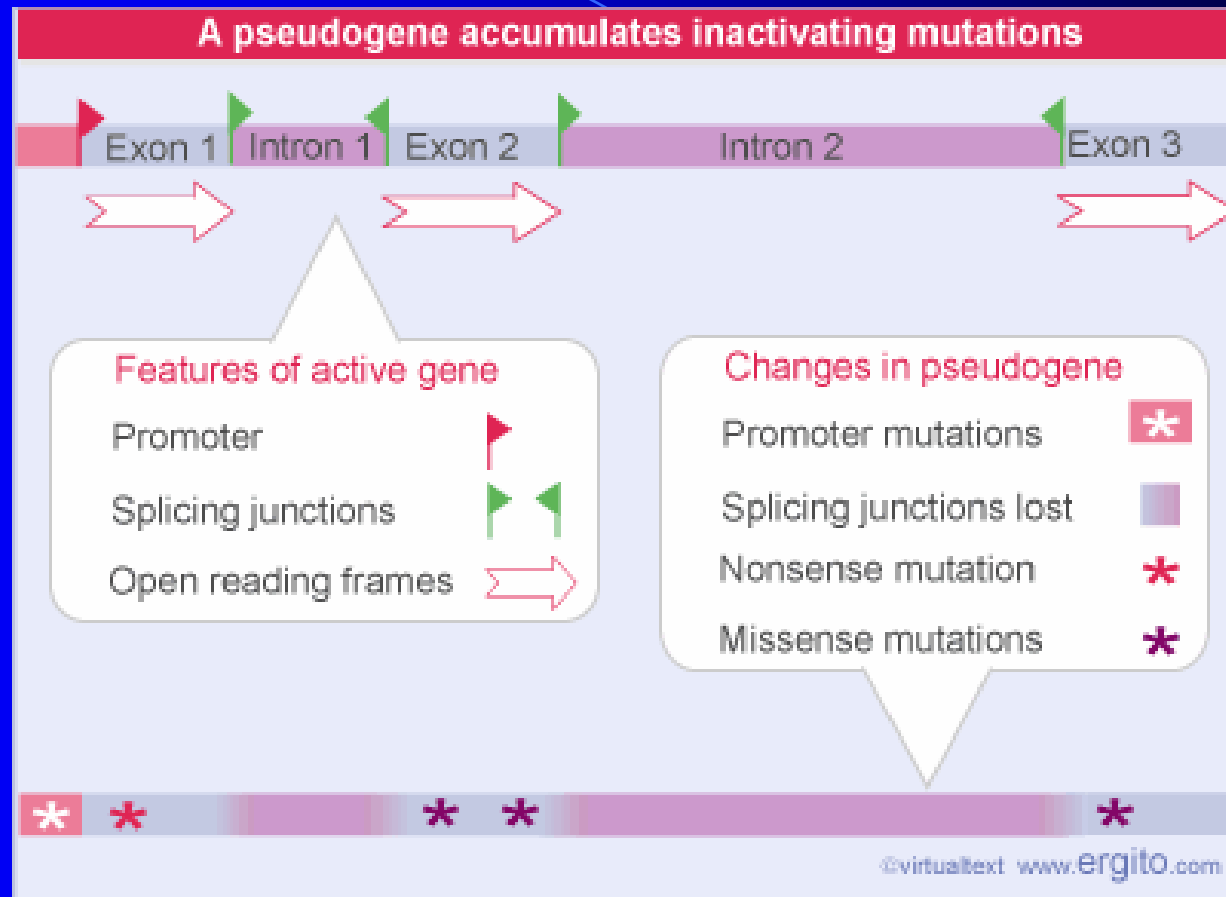 A pseudogene accumulates inactivating mutations
Exon 1 Intron 1 Exon 2 Intron 2 Exon 3
Features of active gene
Promoter
Splicing junctions
Open reading frames
Changes in pseudogene
Promoter mutations *
Splicing junctions lost
Nonsense mutation *
Missense mutations *
* * * * *
©virtualtext www.ergito.com